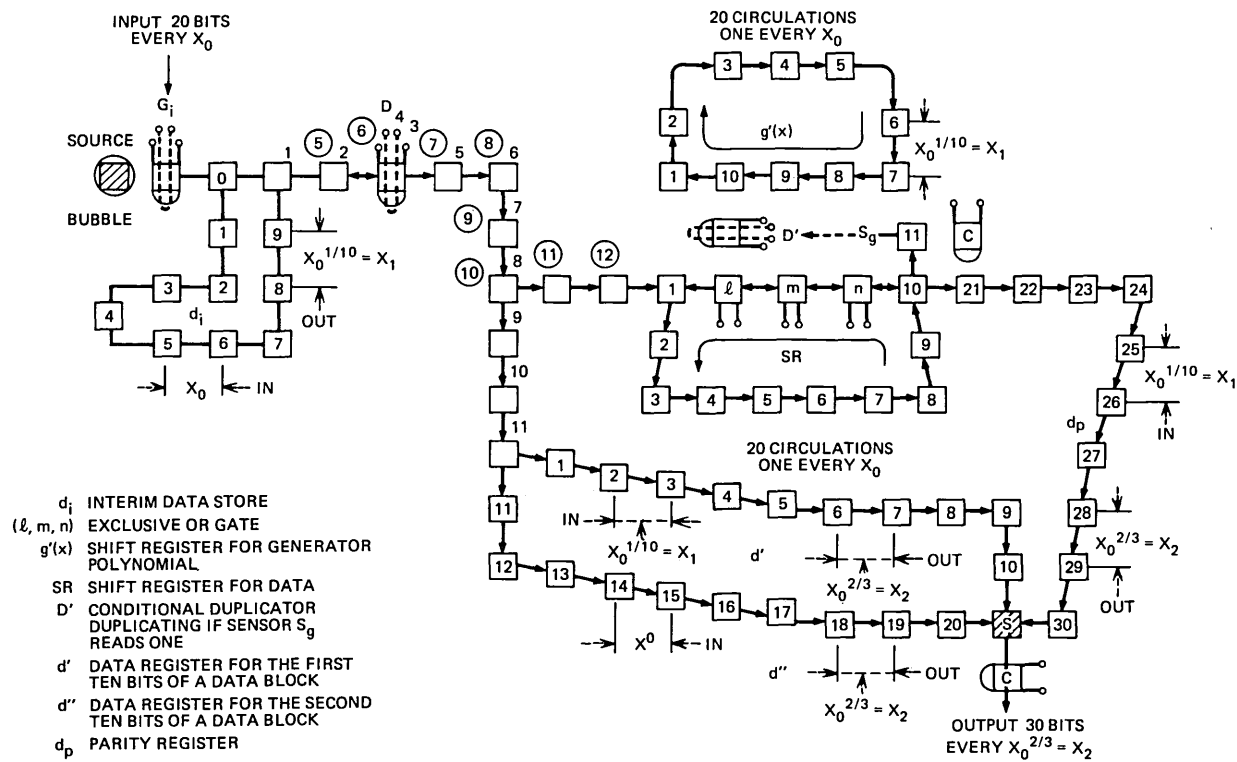 INPUT 20 BITS
EVERY X0
Gi
SOURCE
BUBBLE
0
1
2
3
4
5
6
7
8
9
di
X0^1/10 = X1
OUT
X0
IN
1
5
2
6
D
4
3
7
5
8
6
7
9
8
10
11
12
9
10
11
20 CIRCULATIONS
ONE EVERY X0
1
2
3
4
5
6
7
8
9
10
g'(x)
X0^1/10 = X1
D'
Sg
11
C
1
ℓ
m
n
10
21
22
23
24
2
3
4
5
6
7
8
9
SR
25
26
X0^1/10 = X1
IN
dp
27
28
29
30
X0^2/3 = X2
OUT
20 CIRCULATIONS
ONE EVERY X0
1
2
3
4
5
6
7
8
9
10
IN
X0^1/10 = X1
d'
OUT
X0^2/3 = X2
11
12
13
14
15
16
17
18
19
20
S
X^0
IN
d''
OUT
X0^2/3 = X2
C
OUTPUT 30 BITS
EVERY X0^2/3 = X2
di INTERIM DATA STORE
(ℓ, m, n) EXCLUSIVE OR GATE
g'(x) SHIFT REGISTER FOR GENERATOR
POLYNOMIAL
SR SHIFT REGISTER FOR DATA
D' CONDITIONAL DUPLICATOR
DUPLICATING IF SENSOR Sg
READS ONE
d' DATA REGISTER FOR THE FIRST
TEN BITS OF A DATA BLOCK
d'' DATA REGISTER FOR THE SECOND
TEN BITS OF A DATA BLOCK
dp PARITY REGISTER